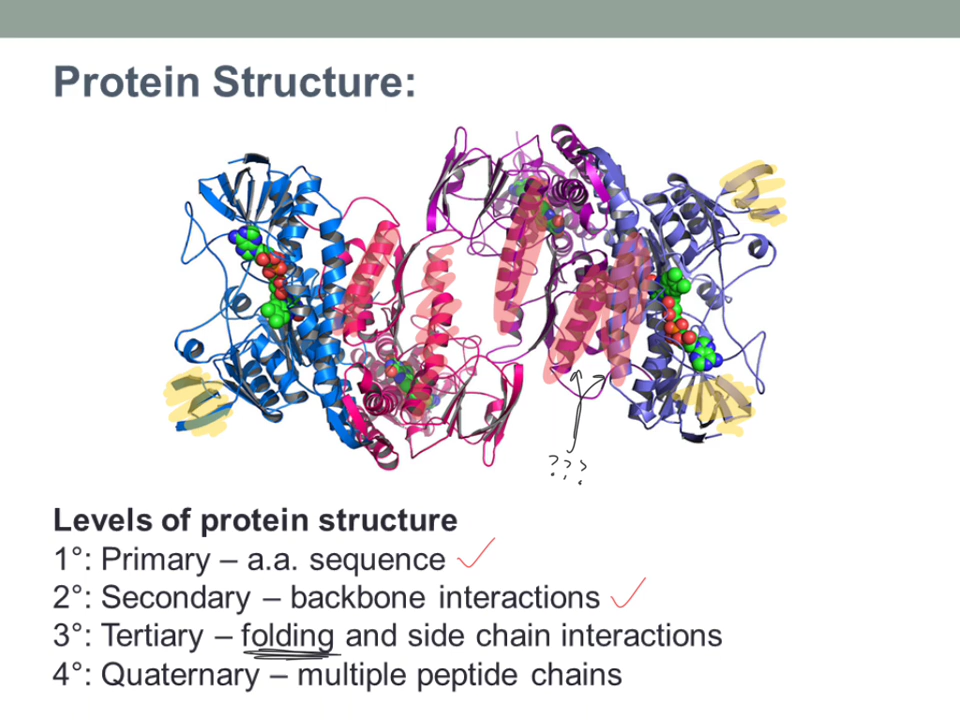 Protein Structure:
???
Levels of protein structure
1°: Primary – a.a. sequence
2°: Secondary – backbone interactions
3°: Tertiary – folding and side chain interactions
4°: Quaternary – multiple peptide chains